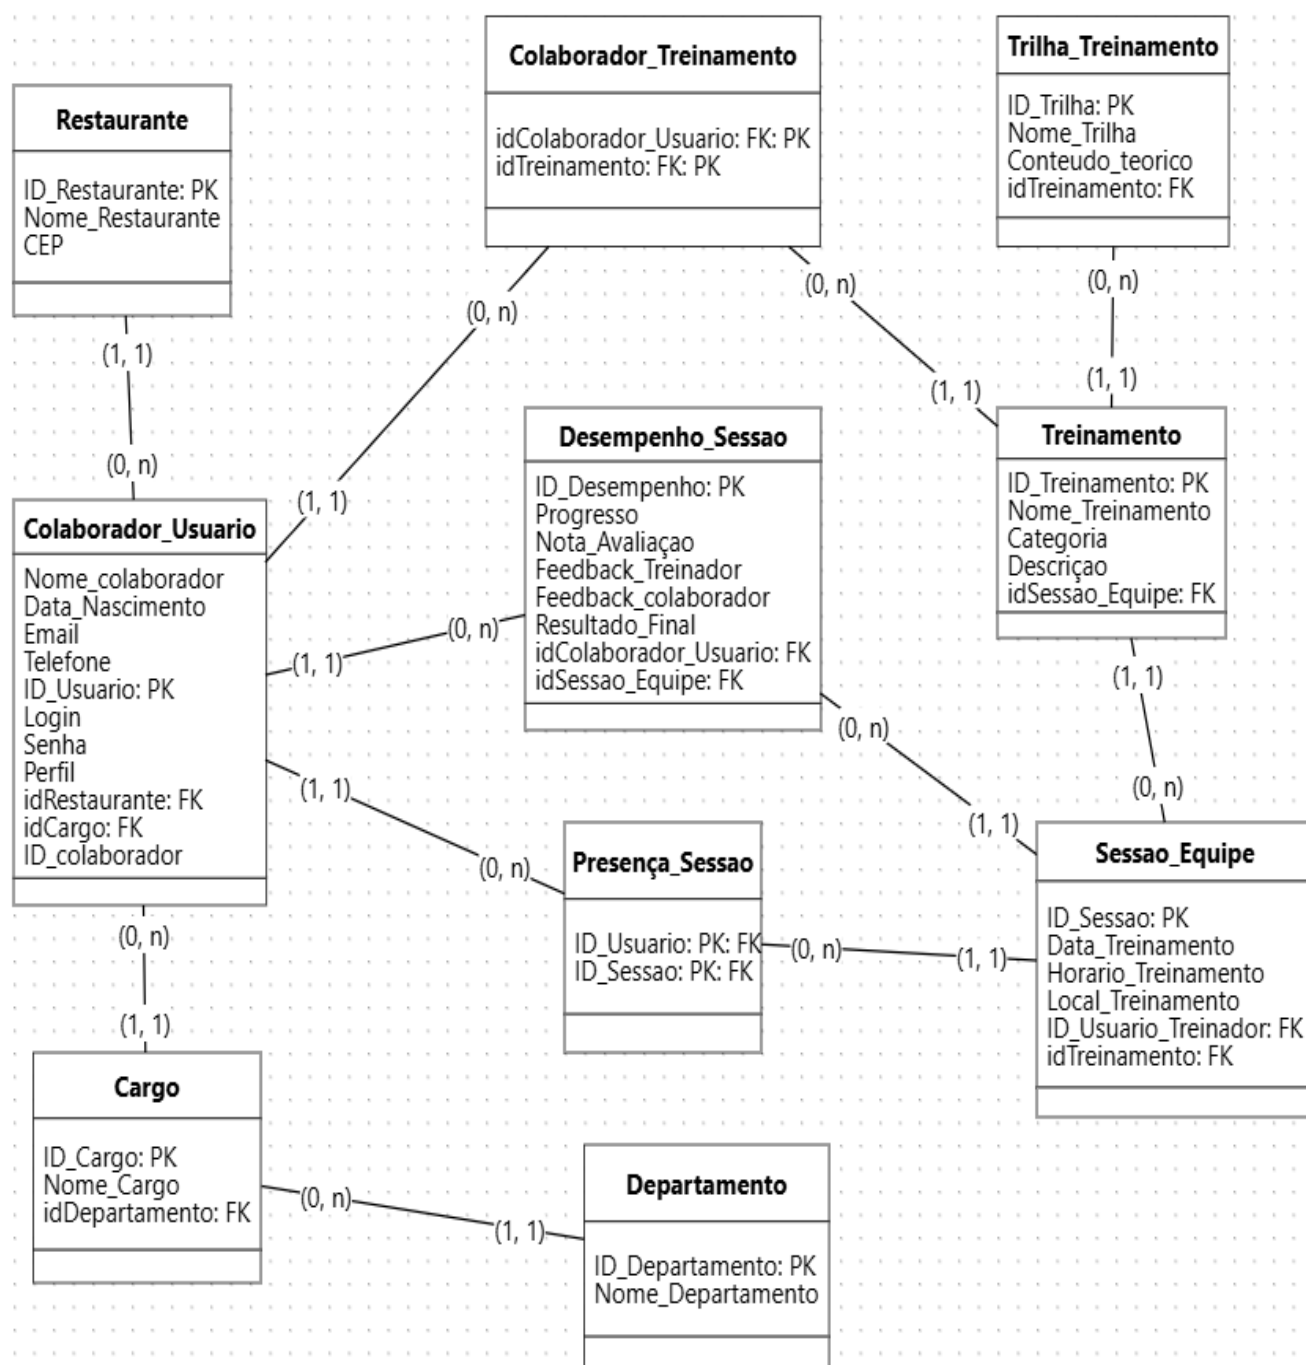 Colaborador_Treinamento
idColaborador_Usuario: FK: PK
idTreinamento: FK: PK
Trilha_Treinamento
ID_Trilha: PK
Nome_Trilha
Conteudo_teorico
idTreinamento: FK
Restaurante
ID_Restaurante: PK
Nome_Restaurante
CEP
(0, n)
(0, n)
(0, n)
(1, 1)
(1, 1)
(1, 1)
(0, n)
(1, 1)
Desempenho_Sessao
ID_Desempenho: PK
Progresso
Nota_Avaliaçao
Feedback_Treinador
Feedback_colaborador
Resultado_Final
idColaborador_Usuario: FK
idSessao_Equipe: FK
Treinamento
ID_Treinamento: PK
Nome_Treinamento
Categoria
Descriçao
idSessao_Equipe: FK
Colaborador_Usuario
Nome_colaborador
Data_Nascimento
Email
Telefone
ID_Usuario: PK
Login
Senha
Perfil
idRestaurante: FK
idCargo: FK
ID_colaborador
(0, n)
(1, 1)
(1, 1)
(0, n)
(0, n)
(1, 1)
(1, 1)
(0, n)
Presença_Sessao
ID_Usuario: PK: FK
ID_Sessao: PK: FK
(0, n)
(1, 1)
Sessao_Equipe
ID_Sessao: PK
Data_Treinamento
Horario_Treinamento
Local_Treinamento
ID_Usuario_Treinador: FK
idTreinamento: FK
(0, n)
(1, 1)
Cargo
ID_Cargo: PK
Nome_Cargo
idDepartamento: FK
(0, n)
(1, 1)
Departamento
ID_Departamento: PK
Nome_Departamento